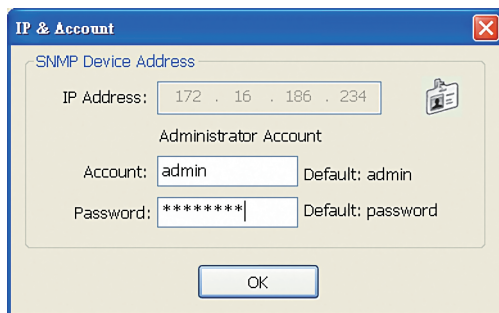 IP & Account
SNMP Device Address
IP Address: 172 . 16 . 186 . 234
Administrator Account
Account: admin Default: admin
Password: ******** Default: password
OK